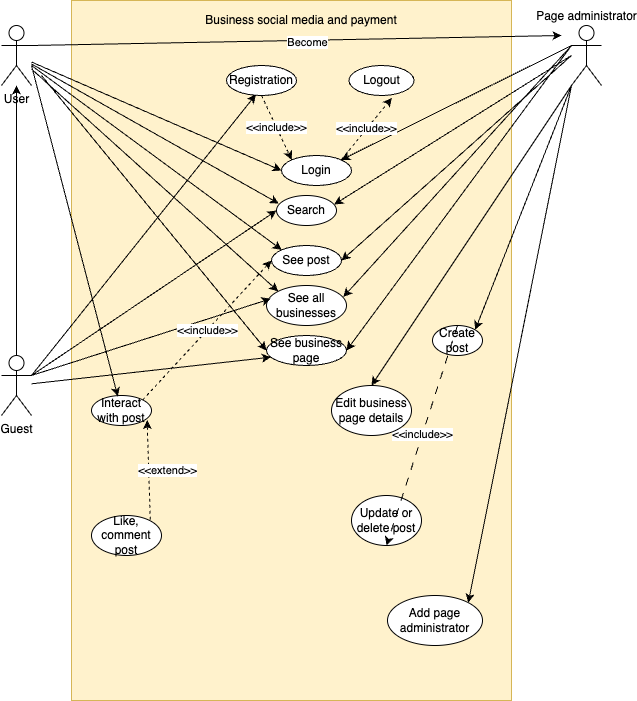 Business social media and payment
Page administrator
Become
User
Registration
Logout
<<include>>
<<include>>
Login
Search
See post
See all
businesses
<<include>>
See business
page
Create
post
Guest
Interact
with post
Edit business
page details
<<include>>
<<extend>>
Like,
comment
post
Update or
delete post
Add page
administrator